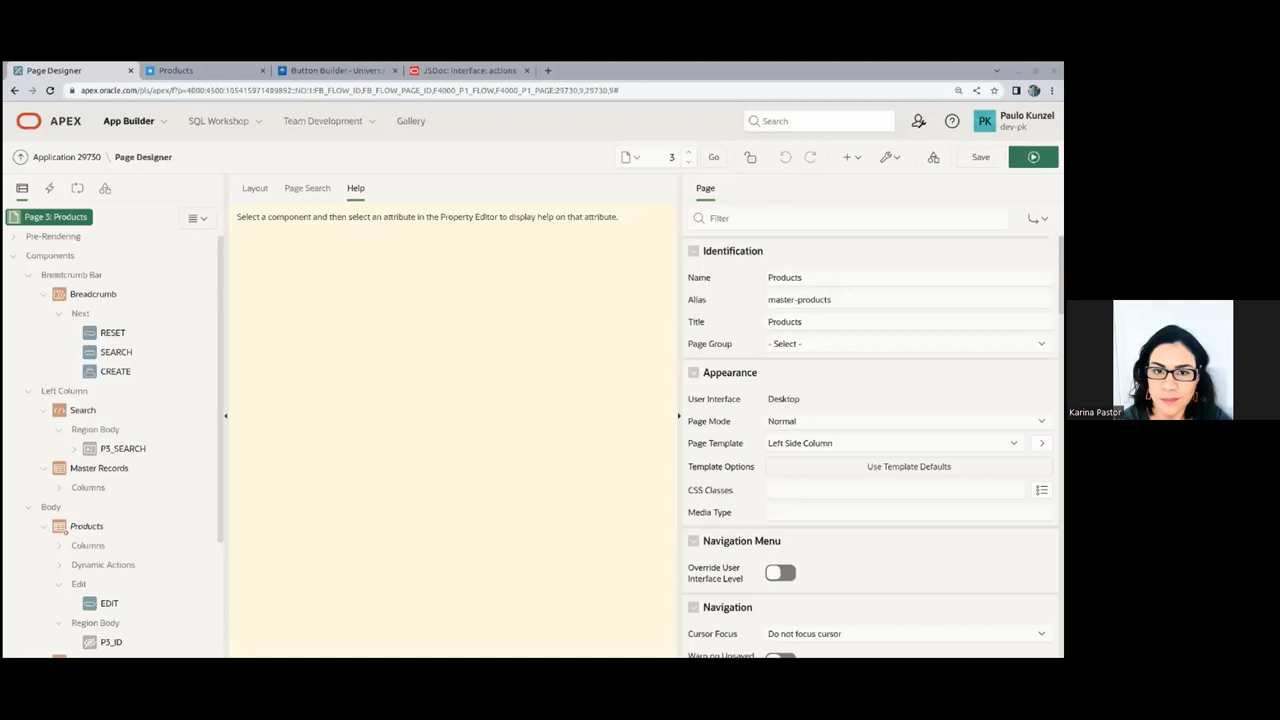 Page Designer
Products
Button Builder - Univers
JSDoc: Interface: actions
apex.oracle.com/pls/apex/f?p=4000:4500:105415971489892::NO:1:FB_FLOW_ID,FB_FLOW_PAGE_ID,F4000_P1_FLOW,F4000_P1_PAGE:29730,9,29730,9#
APEX
App Builder
SQL Workshop
Team Development
Gallery
Search
PK
Paulo Kunzel
dev-pk
Application 29730 \ Page Designer
3
Go
Save
Page 3: Products
Pre-Rendering
Components
Breadcrumb Bar
Breadcrumb
Next
RESET
SEARCH
CREATE
Left Column
Search
Region Body
P3_SEARCH
Master Records
Columns
Body
Products
Columns
Dynamic Actions
Edit
EDIT
Region Body
P3_ID
Layout
Page Search
Help
Select a component and then select an attribute in the Property Editor to display help on that attribute.
Page
Filter
Identification
Name Products
Alias master-products
Title Products
Page Group - Select -
Appearance
User Interface Desktop
Page Mode Normal
Page Template Left Side Column
Template Options Use Template Defaults
CSS Classes
Media Type
Navigation Menu
Override User
Interface Level
Navigation
Cursor Focus Do not focus cursor
Warn on Unsaved
Karina Pastor